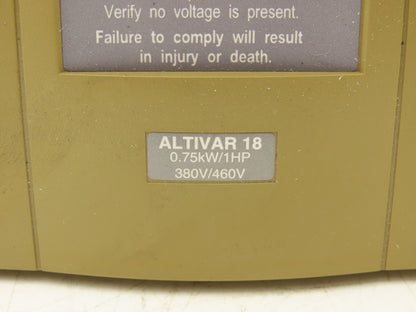 Verify no voltage is present.
Failure to comply will result
in injury or death.
ALTIVAR 18
0.75kW/1HP
380V/460V